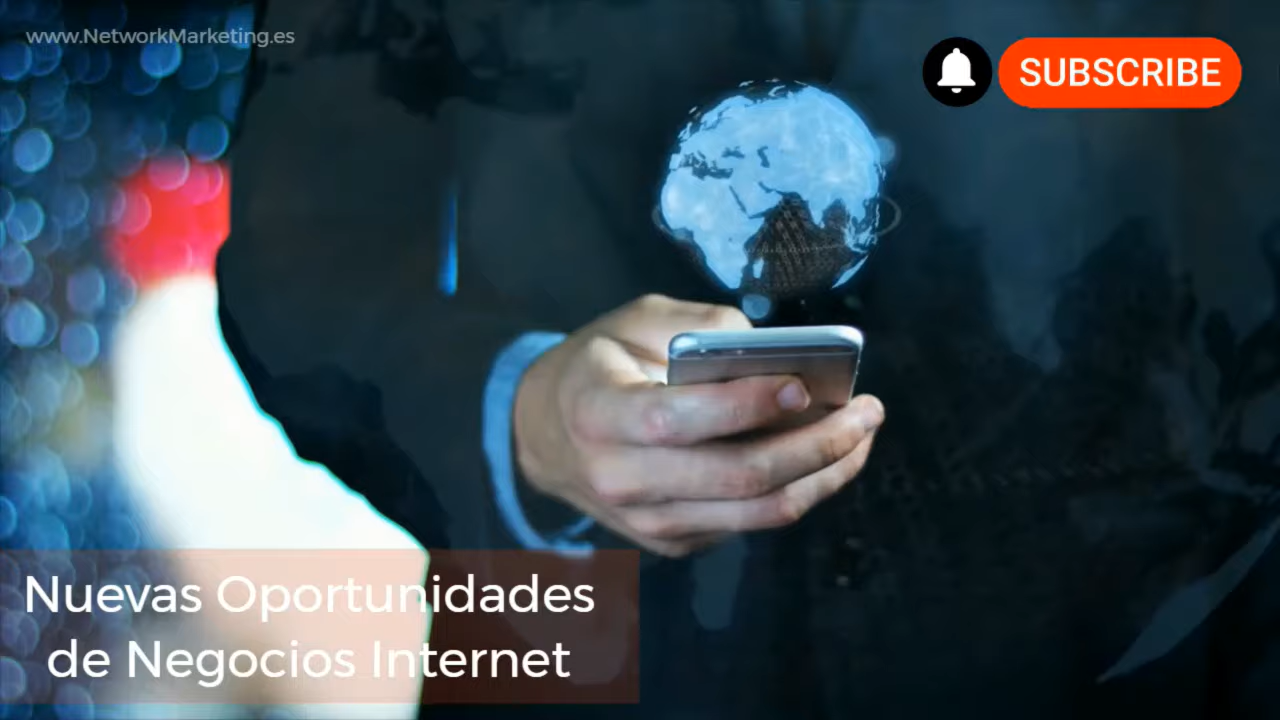 www.NetworkMarketing.es
SUBSCRIBE
Nuevas Oportunidades
de Negocios Internet